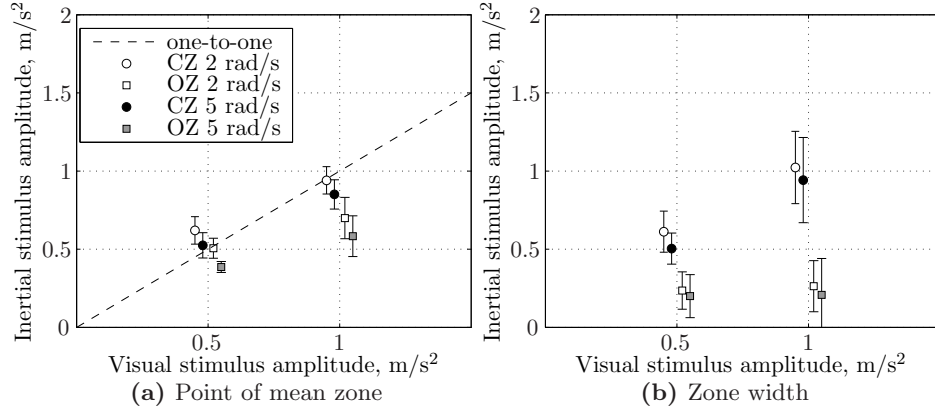 Inertial stimulus amplitude, m/s²
2
1.5
1
0.5
0
one-to-one
CZ 2 rad/s
OZ 2 rad/s
CZ 5 rad/s
OZ 5 rad/s
0.5
1
Visual stimulus amplitude, m/s²
(a) Point of mean zone
Inertial stimulus amplitude, m/s²
2
1.5
1
0.5
0
0.5
1
Visual stimulus amplitude, m/s²
(b) Zone width